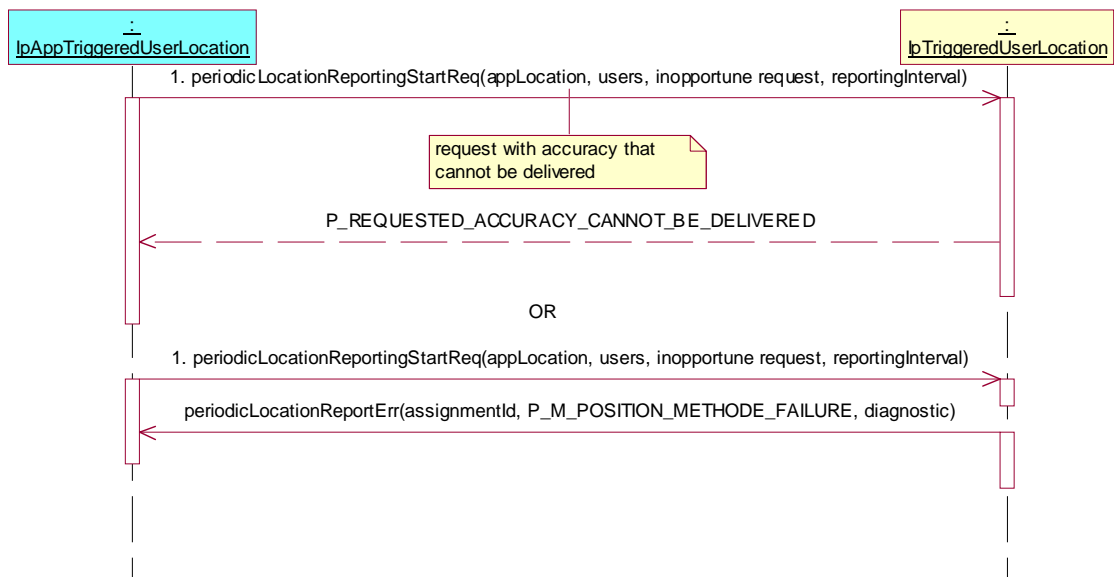 :
IpAppTriggeredUserLocation
:
IpTriggeredUserLocation
1. periodicLocationReportingStartReq(appLocation, users, inopportune request, reportingInterval)
request with accuracy that
cannot be delivered
P_REQUESTED_ACCURACY_CANNOT_BE_DELIVERED
OR
1. periodicLocationReportingStartReq(appLocation, users, inopportune request, reportingInterval)
periodicLocationReportErr(assignmentId, P_M_POSITION_METHODE_FAILURE, diagnostic)